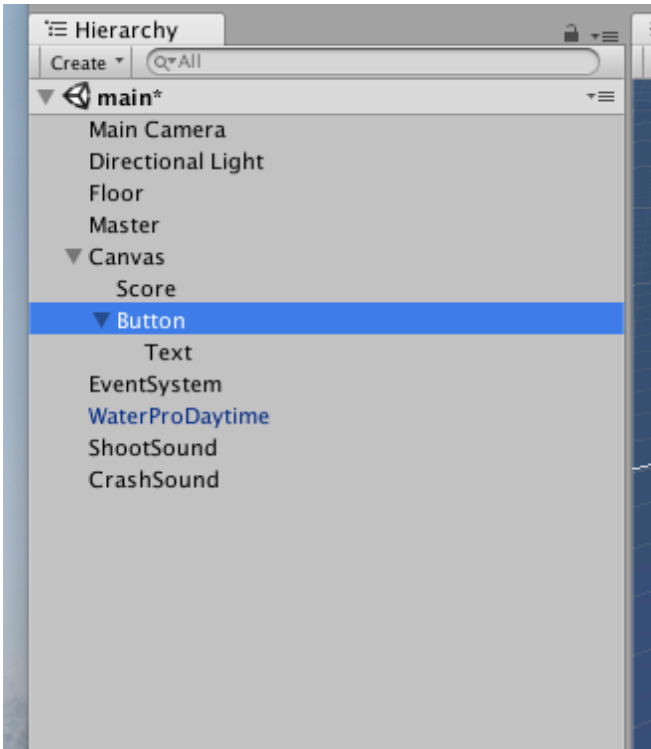 Hierarchy
Create All
main*
Main Camera
Directional Light
Floor
Master
Canvas
Score
Button
Text
EventSystem
WaterProDaytime
ShootSound
CrashSound